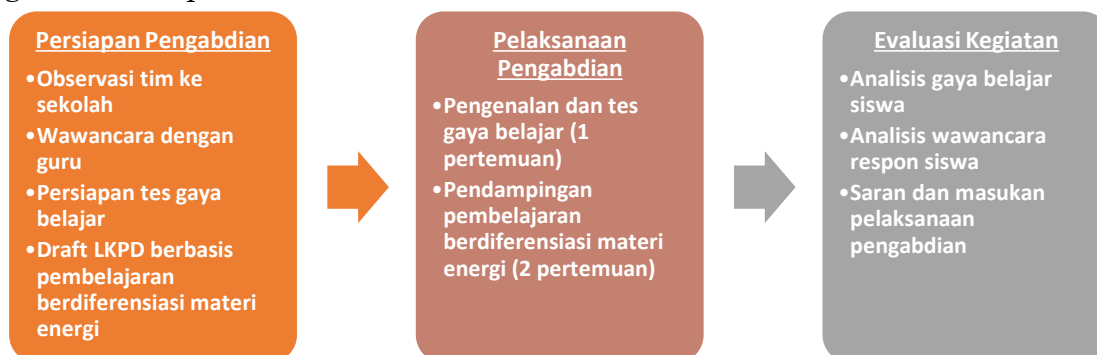 Persiapan Pengabdian
•Observasi tim ke
sekolah
•Wawancara dengan
guru
•Persiapan tes gaya
belajar
•Draft LKPD berbasis
pembelajaran
berdiferensiasi materi
energi
Pelaksanaan
Pengabdian
•Pengenalan dan tes
gaya belajar (1
pertemuan)
•Pendampingan
pembelajaran
berdiferensiasi materi
energi (2 pertemuan)
Evaluasi Kegiatan
•Analisis gaya belajar
siswa
•Analisis wawancara
respon siswa
•Saran dan masukan
pelaksanaan
pengabdian